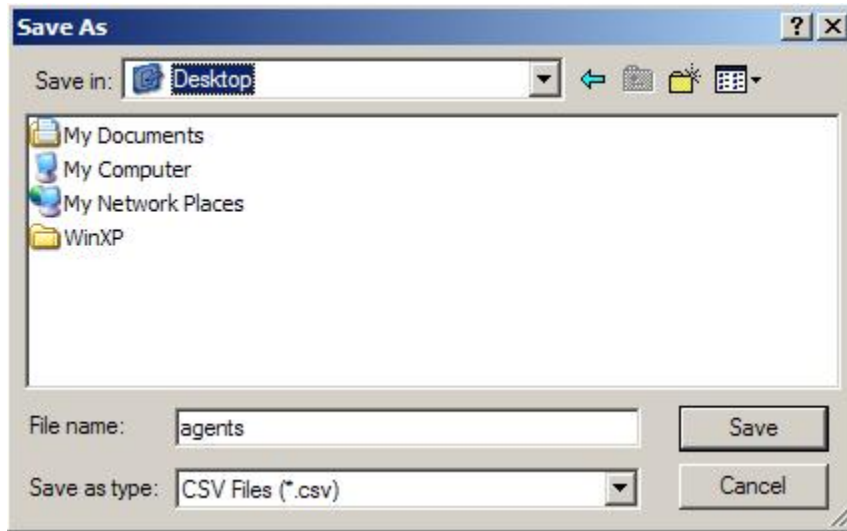 Save As
Save in: Desktop
My Documents
My Computer
My Network Places
WinXP
File name: agents Save
Save as type: CSV Files (*.csv) Cancel